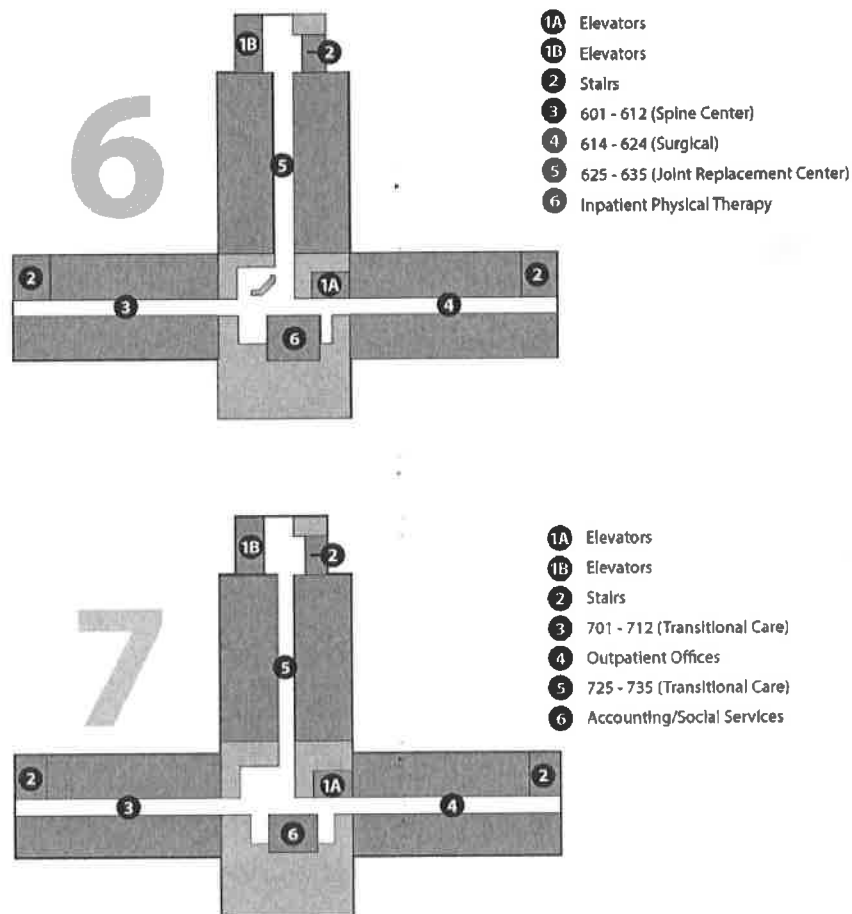 6
1B
2
5
2
1A
2
3
4
6
1A Elevators
1B Elevators
2 Stairs
3 601 - 612 (Spine Center)
4 614 - 624 (Surgical)
5 625 - 635 (Joint Replacement Center)
6 Inpatient Physical Therapy
7
1B
2
5
2
1A
2
3
4
6
1A Elevators
1B Elevators
2 Stairs
3 701 - 712 (Transitional Care)
4 Outpatient Offices
5 725 - 735 (Transitional Care)
6 Accounting/Social Services